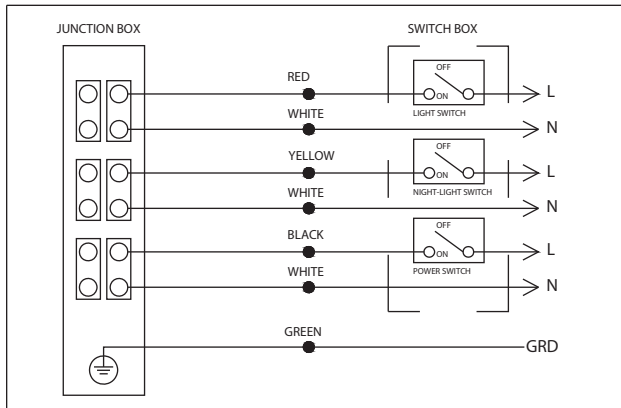 JUNCTION BOX
SWITCH BOX
OFF
RED
ON
L
LIGHT SWITCH
WHITE
N
OFF
YELLOW
ON
L
NIGHT-LIGHT SWITCH
WHITE
N
OFF
BLACK
ON
L
POWER SWITCH
WHITE
N
GREEN
GRD